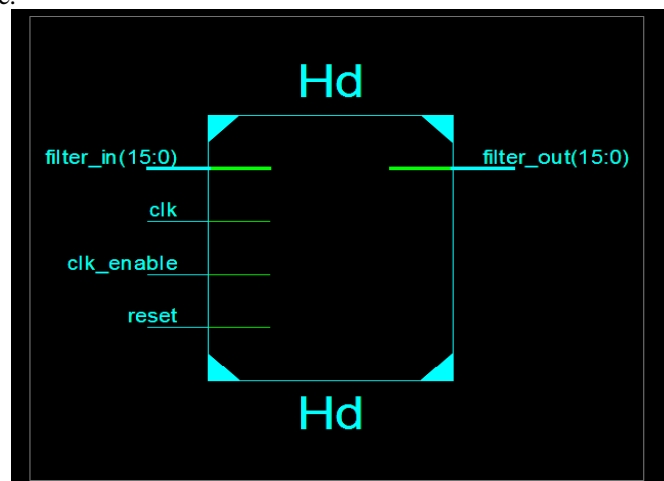 Hd
filter_in(15:0)
filter_out(15:0)
clk
clk_enable
reset
Hd